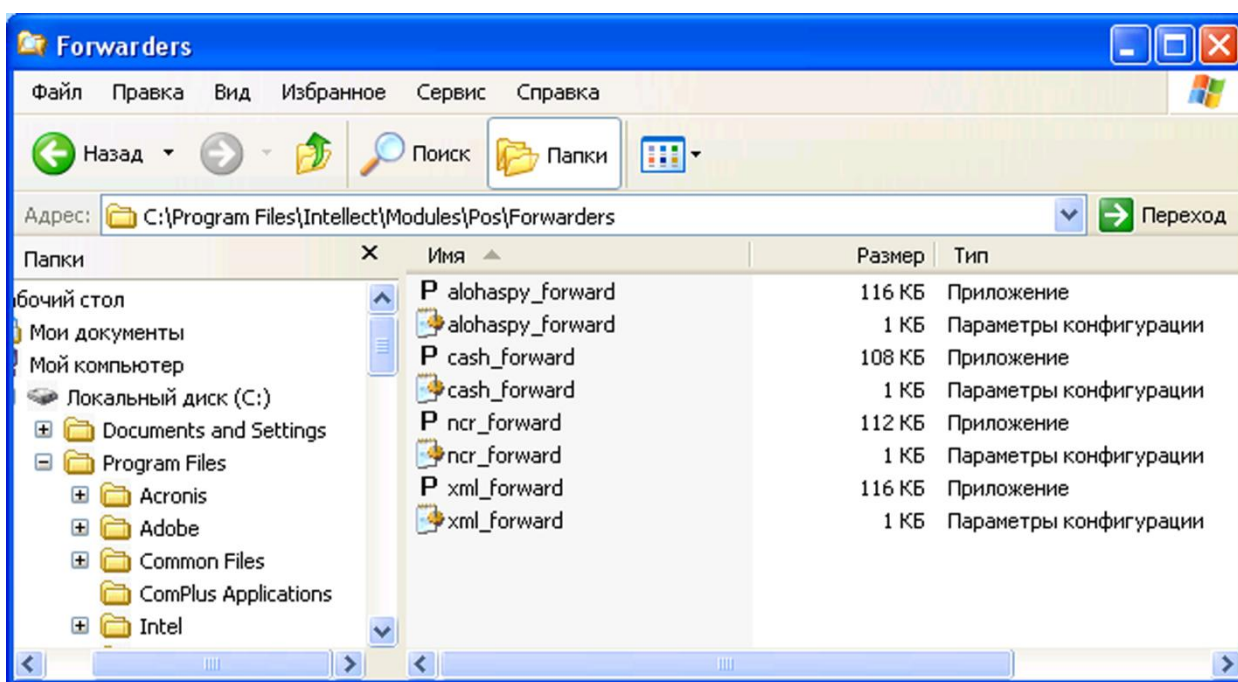 Forwarders
Файл Правка Вид Избранное Сервис Справка
Назад Поиск Папки
Адрес: C:\Program Files\Intellect\Modules\Pos\Forwarders Переход
Папки
бочий стол
Мои документы
Мой компьютер
Локальный диск (C:)
Documents and Settings
Program Files
Acronis
Adobe
Common Files
ComPlus Applications
Intel
Имя Размер Тип
P alohaspy_forward 116 КБ Приложение
alohaspy_forward 1 КБ Параметры конфигурации
P cash_forward 108 КБ Приложение
cash_forward 1 КБ Параметры конфигурации
P ncr_forward 112 КБ Приложение
ncr_forward 1 КБ Параметры конфигурации
P xml_forward 116 КБ Приложение
xml_forward 1 КБ Параметры конфигурации